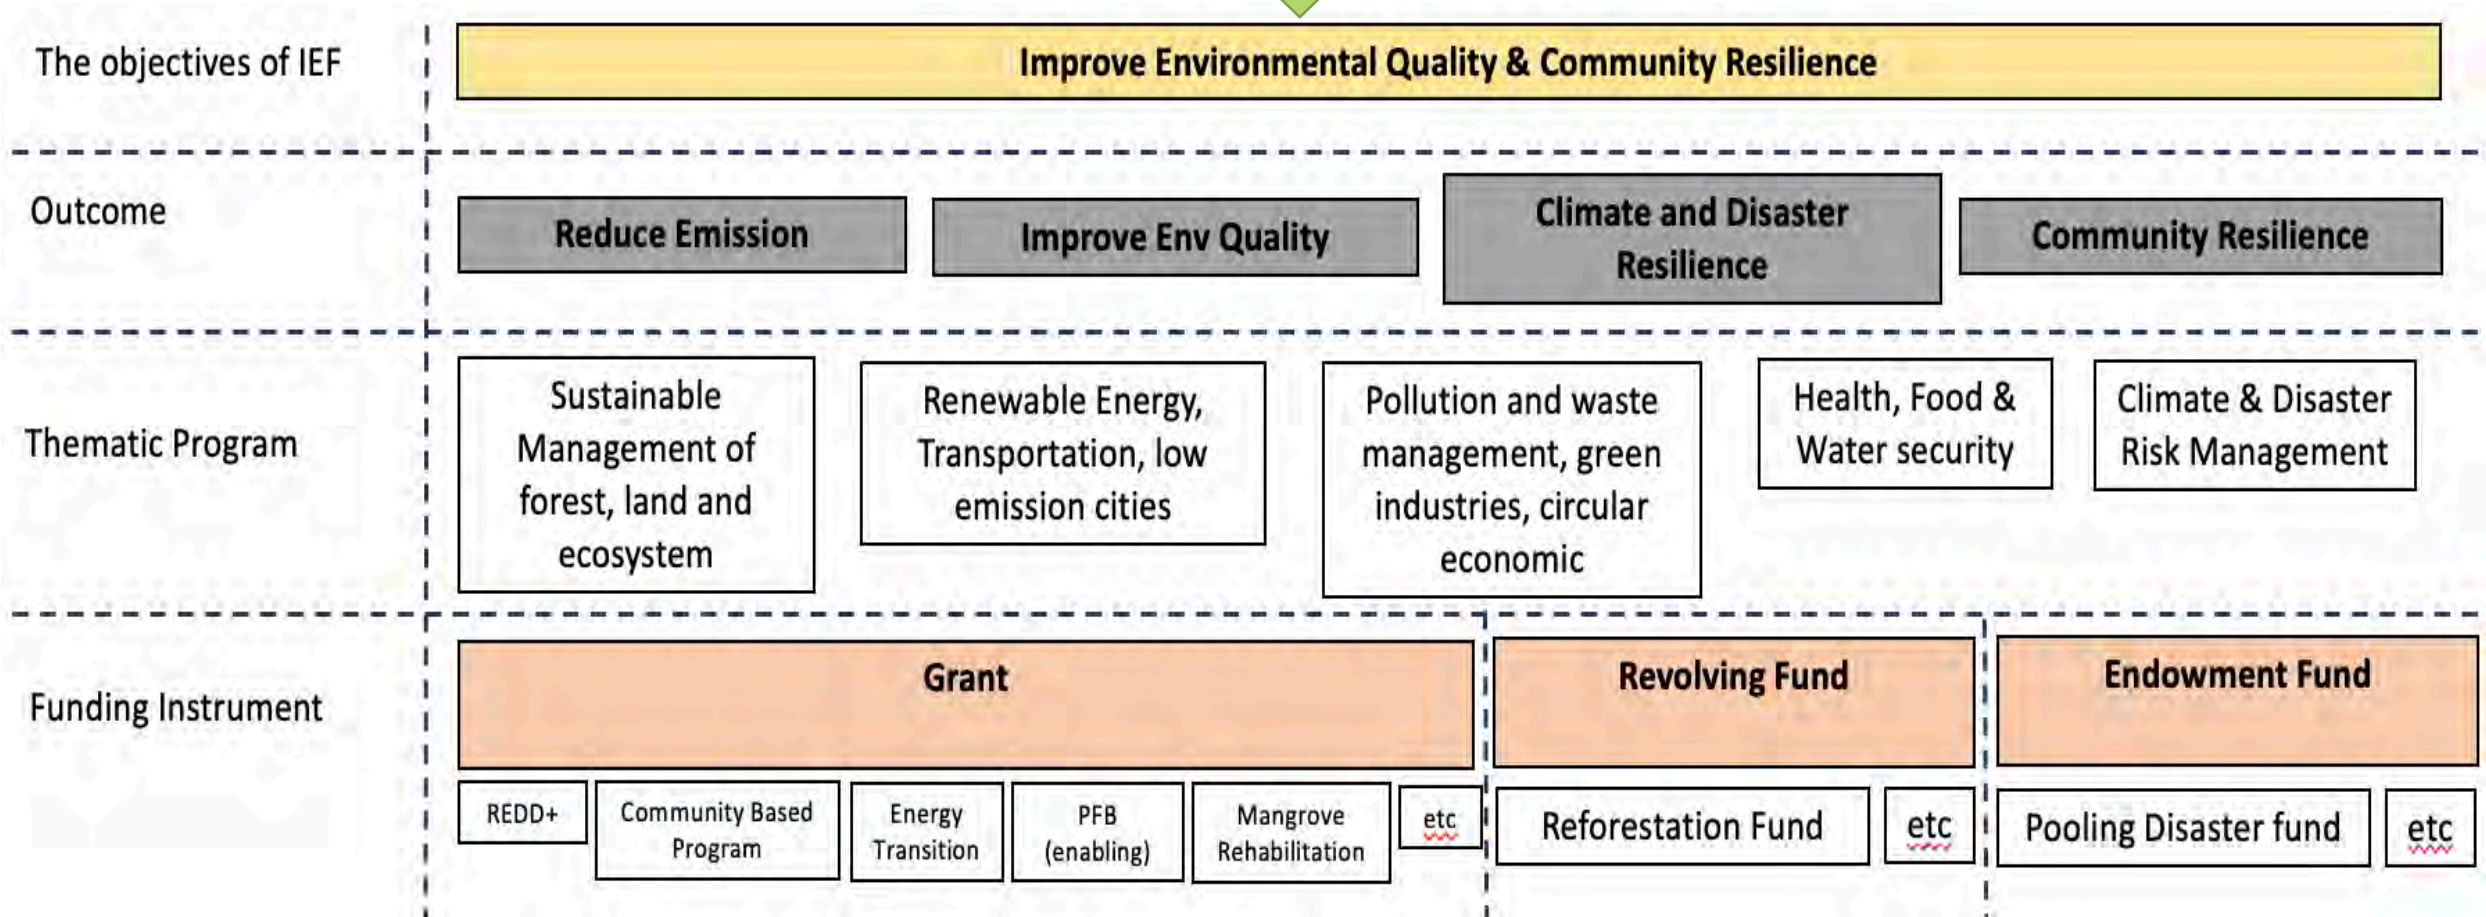 The objectives of IEF
Improve Environmental Quality & Community Resilience
Outcome
Reduce Emission
Improve Env Quality
Climate and Disaster
Resilience
Community Resilience
Thematic Program
Sustainable
Management of
forest, land and
ecosystem
Renewable Energy,
Transportation, low
emission cities
Pollution and waste
management, green
industries, circular
economic
Health, Food &
Water security
Climate & Disaster
Risk Management
Funding Instrument
Grant
Revolving Fund
Endowment Fund
REDD+
Community Based
Program
Energy
Transition
PFB
(enabling)
Mangrove
Rehabilitation
etc
Reforestation Fund
etc
Pooling Disaster fund
etc